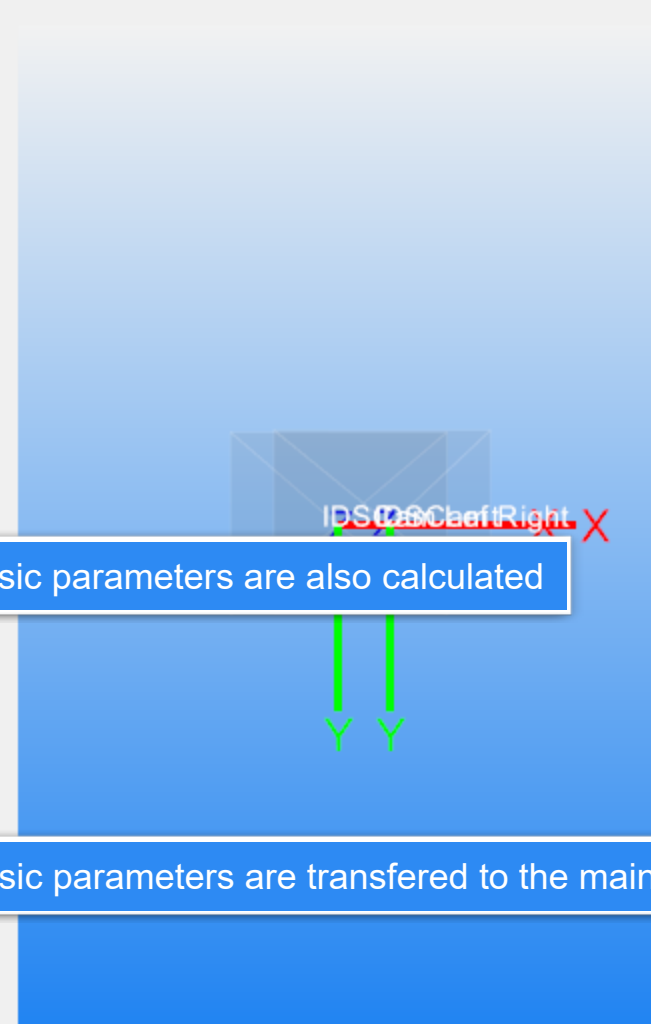 X
sic parameters are also calculated
Y Y
sic parameters are transfered to the main